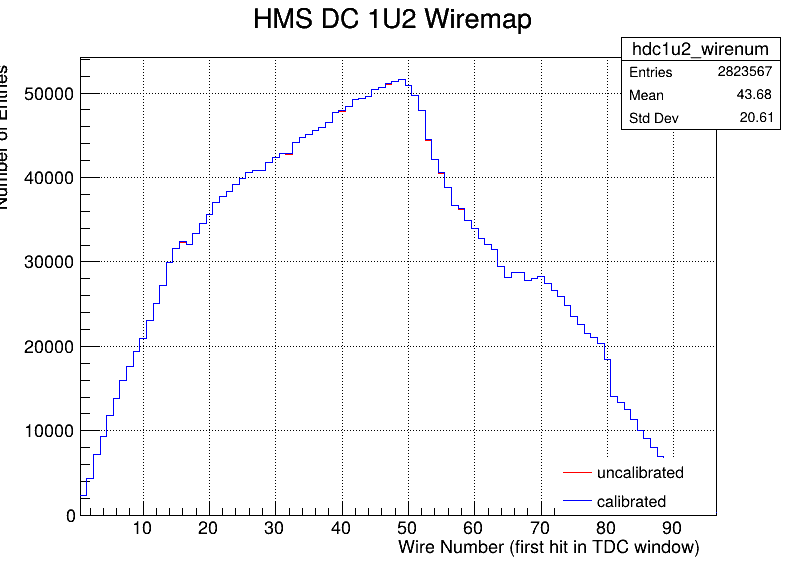 HMS DC 1U2 Wiremap
hdc1u2_wirenum
Entries 2823567
Mean 43.68
Std Dev 20.61
Number of Entries
50000
40000
30000
20000
10000
0
uncalibrated
calibrated
10 20 30 40 50 60 70 80 90
Wire Number (first hit in TDC window)